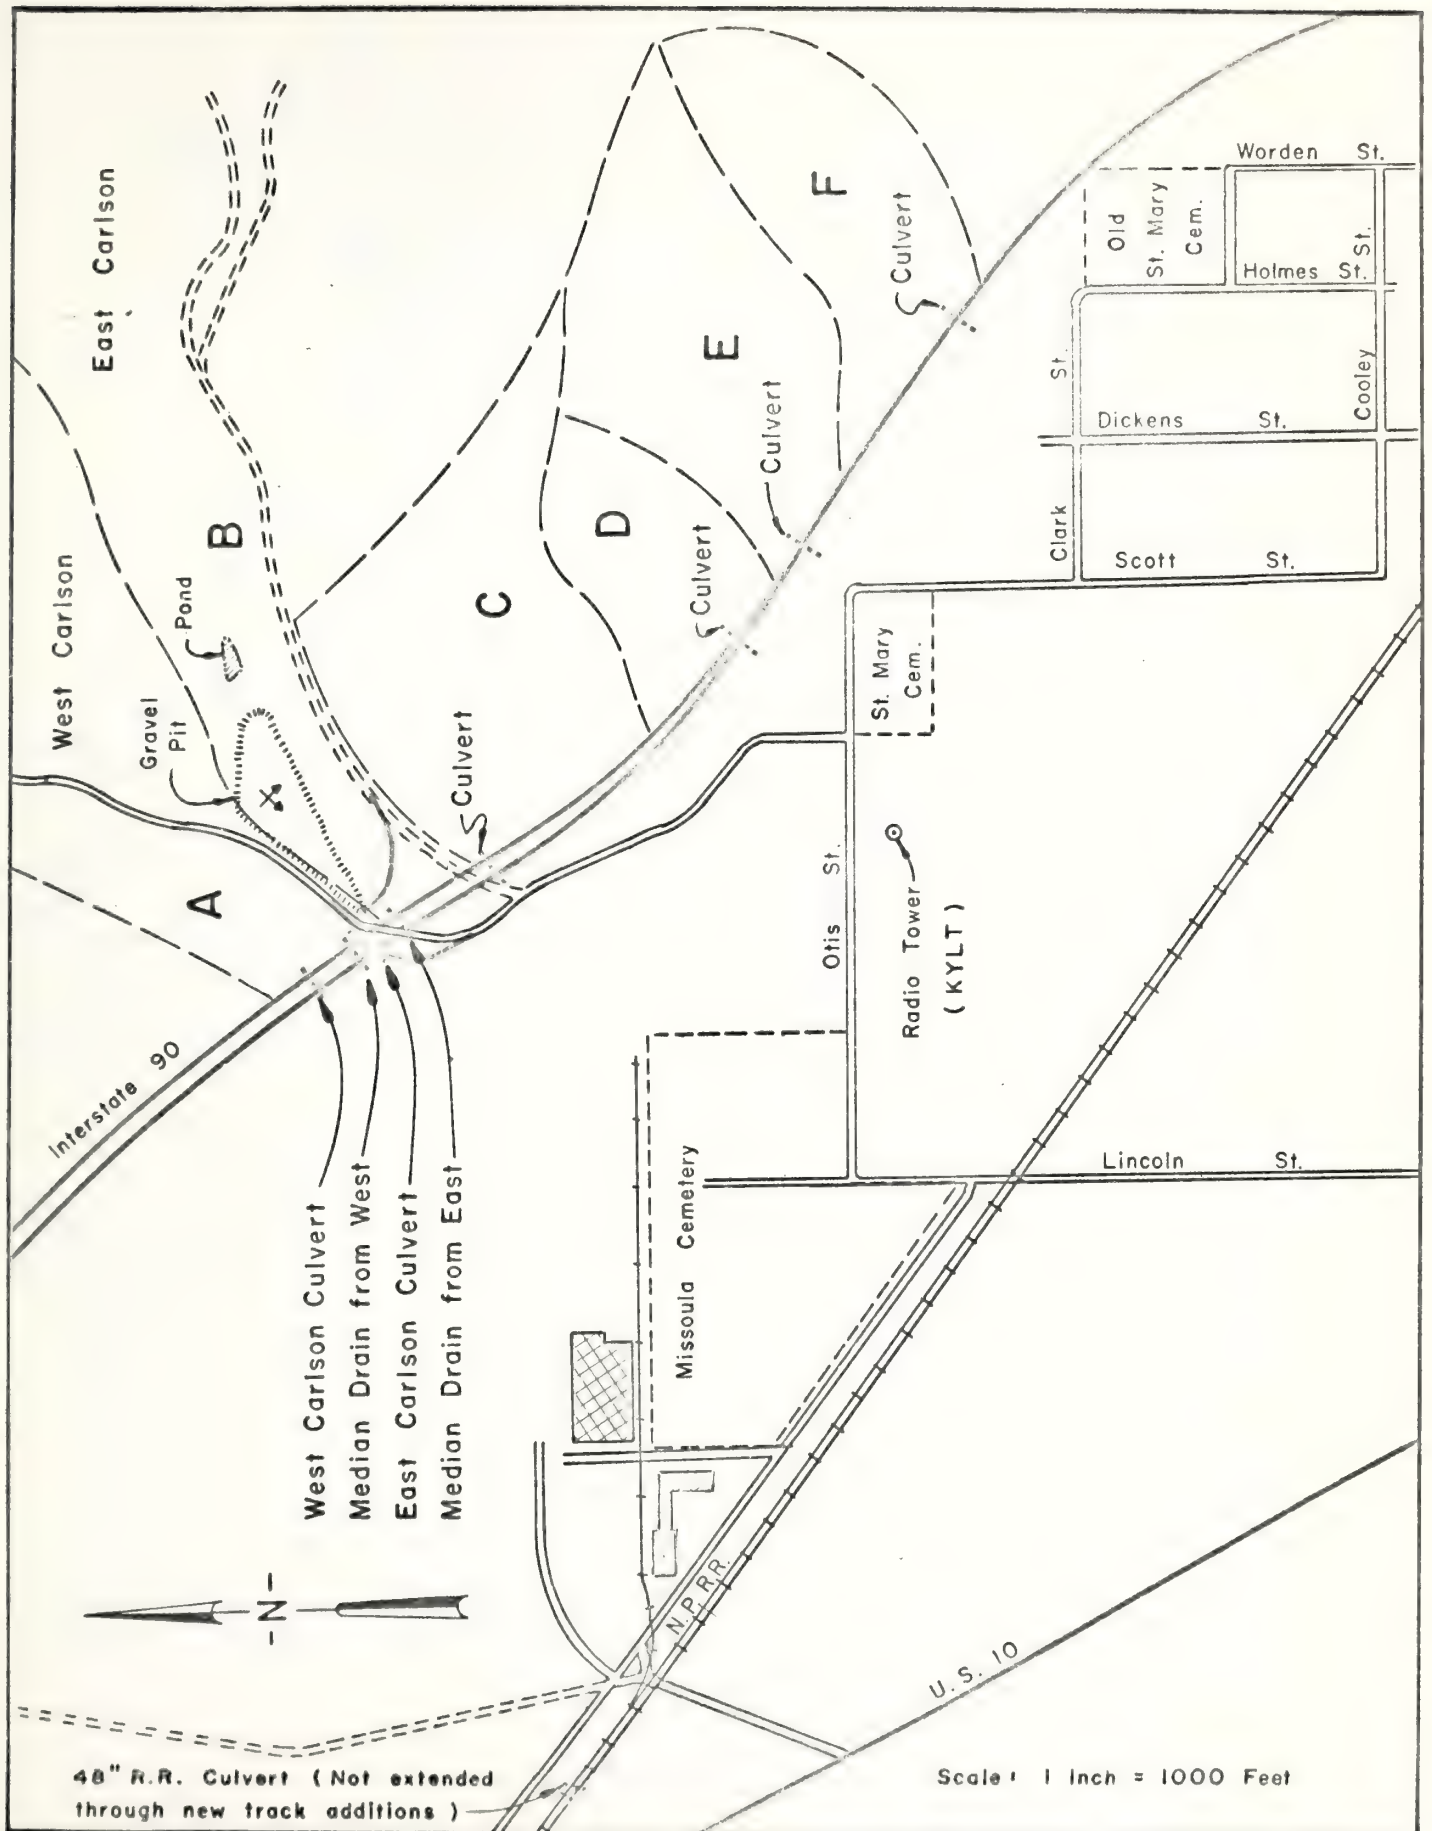 East Carlson
West Carlson
B
Pond
Gravel
Pit
A
C
D
E
F
Culvert
Culvert
Culvert
Culvert
Interstate 90
West Carlson Culvert
Median Drain from West
East Carlson Culvert
Median Drain from East
Worden St.
Old
St. Mary
Cem.
Holmes St.
St.
Cooley
Clark
St.
Dickens St.
Scott St.
St. Mary
Cem.
Otis St.
Radio Tower
(KYLT)
Lincoln St.
Missoula Cemetery
-N-
N.P. R.R.
U.S. 10
48" R.R. Culvert (Not extended
through new track additions)
Scale: 1 Inch = 1000 Feet